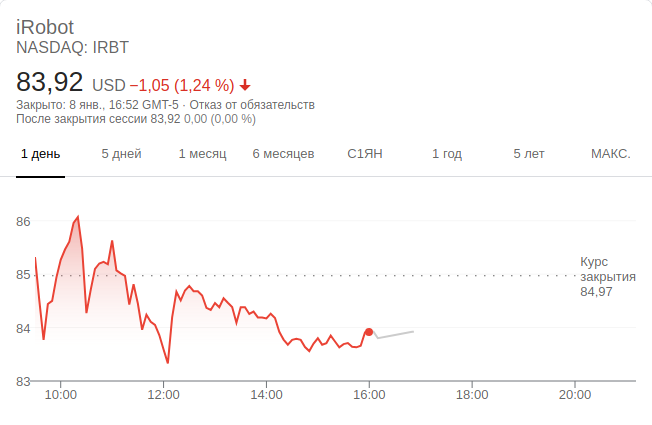 iRobot
NASDAQ: IRBT
83,92 USD −1,05 (1,24 %)
Закрыто: 8 янв., 16:52 GMT-5 · Отказ от обязательств
После закрытия сессии 83,92 0,00 (0,00 %)
1 день 5 дней 1 месяц 6 месяцев С1ЯН 1 год 5 лет МАКС.
86
85
84
83
Курс
закрытия
84,97
10:00 12:00 14:00 16:00 18:00 20:00